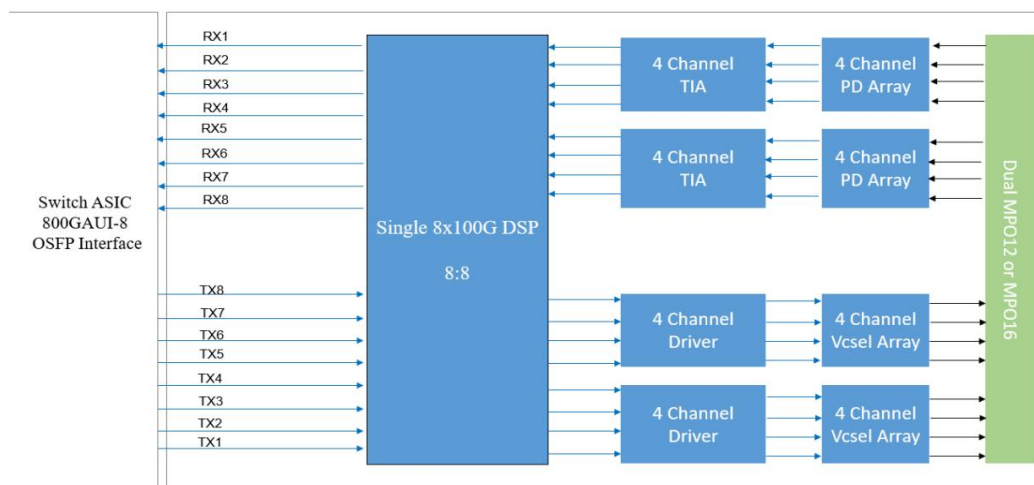 RX1
RX2
RX3
RX4
RX5
RX6
RX7
RX8
Switch ASIC
800GAUI-8
OSFP Interface
TX8
TX7
TX6
TX5
TX4
TX3
TX2
TX1
Single 8x100G DSP
8:8
4 Channel
TIA
4 Channel
PD Array
4 Channel
TIA
4 Channel
PD Array
4 Channel
Driver
4 Channel
Vcsel Array
4 Channel
Driver
4 Channel
Vcsel Array
Dual MPO12 or MPO16